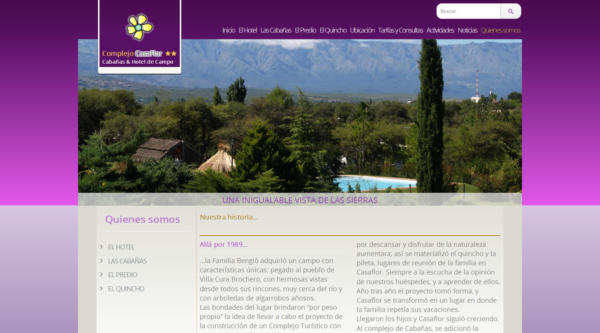 Buscar...
Inicio El Hotel Las Cabañas El Predio El Quincho Ubicación Tarifas y Consultas Actividades Noticias Quienes somos
Complejo Casaflor
Cabañas & Hotel de Campo
UNA INIGUALABLE VISTA DE LAS SIERRAS
Quienes somos
EL HOTEL
LAS CABAÑAS
EL PREDIO
EL QUINCHO
Nuestra historia...
Allá por 1989...
...la Familia Bengió adquirió un campo con
características únicas: pegado al pueblo de
Villa Cura Brochero, con hermosas vistas
desde todos sus rincones, muy cerca del río y
con arboledas de algarrobos añosos.
Las bondades del lugar brindaron "por peso
propio" la idea de llevar a cabo el proyecto de
la construcción de un Complejo Turístico con
por descansar y disfrutar de la naturaleza
aumentara; así se materializó el quincho y la
pileta, lugares de reunión de la familia en
Casaflor. Siempre a la escucha de la opinión
de nuestros huéspedes, y a aprender de ellos.
Año tras año el proyecto tomó forma, y
Casaflor se transformó en un lugar en donde
la familia repetía sus vacaciones.
Llegaron los hijos y Casaflor siguió creciendo.
Al complejo de Cabañas, se adicionó la